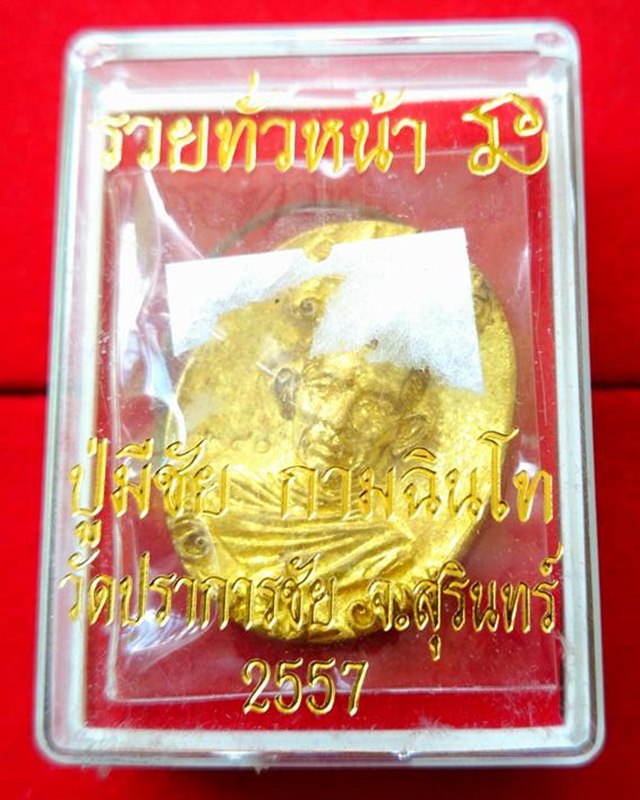 รวยทั่วหน้า
ปู่มีชัย กามฉินโท
วัดปราการชัย จ.สุรินทร์
2557